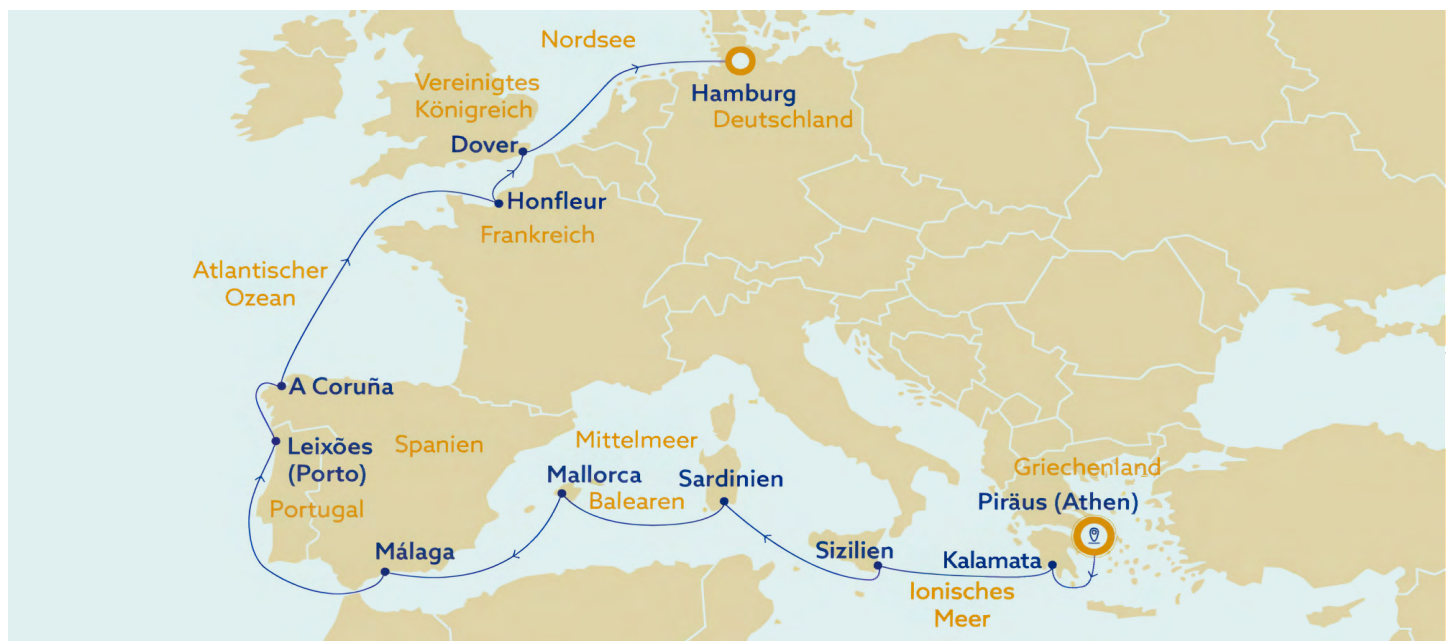 Nordsee
Vereinigtes
Königreich
Hamburg
Deutschland
Dover
Honfleur
Frankreich
Atlantischer
Ozean
A Coruña
Leixões
(Porto)
Spanien
Portugal
Mittelmeer
Mallorca
Balearen
Sardinien
Málaga
Griechenland
Piräus (Athen)
Sizilien
Kalamata
Ionisches
Meer